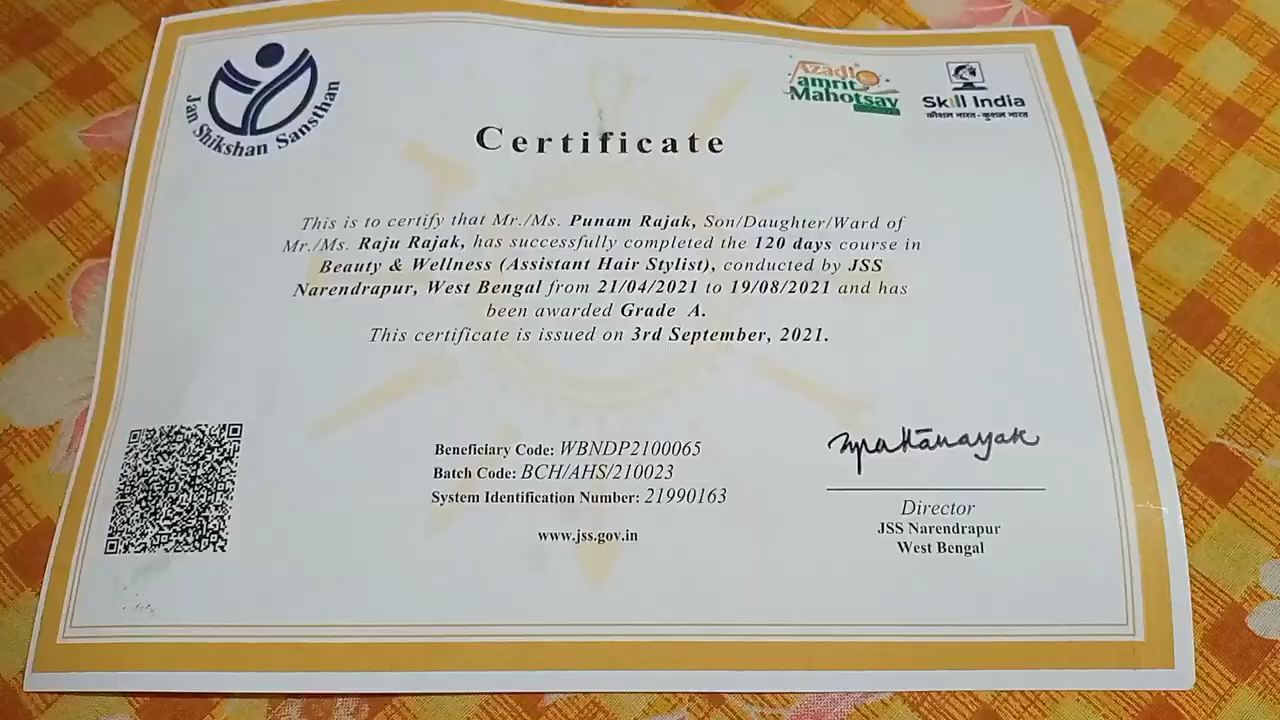 Jan Shikshan Sansthan
Azadi
amrit
Mahotsav
Skill India
कौशल भारत - कुशल भारत
Certificate
This is to certify that Mr./Ms. Punam Rajak, Son/Daughter/Ward of
Mr./Ms. Raju Rajak, has successfully completed the 120 days course in
Beauty & Wellness (Assistant Hair Stylist), conducted by JSS
Narendrapur, West Bengal from 21/04/2021 to 19/08/2021 and has
been awarded Grade A.
This certificate is issued on 3rd September, 2021.
Beneficiary Code: WBNDP2100065
Batch Code: BCH/AHS/210023
System Identification Number: 21990163
www.jss.gov.in
Director
JSS Narendrapur
West Bengal